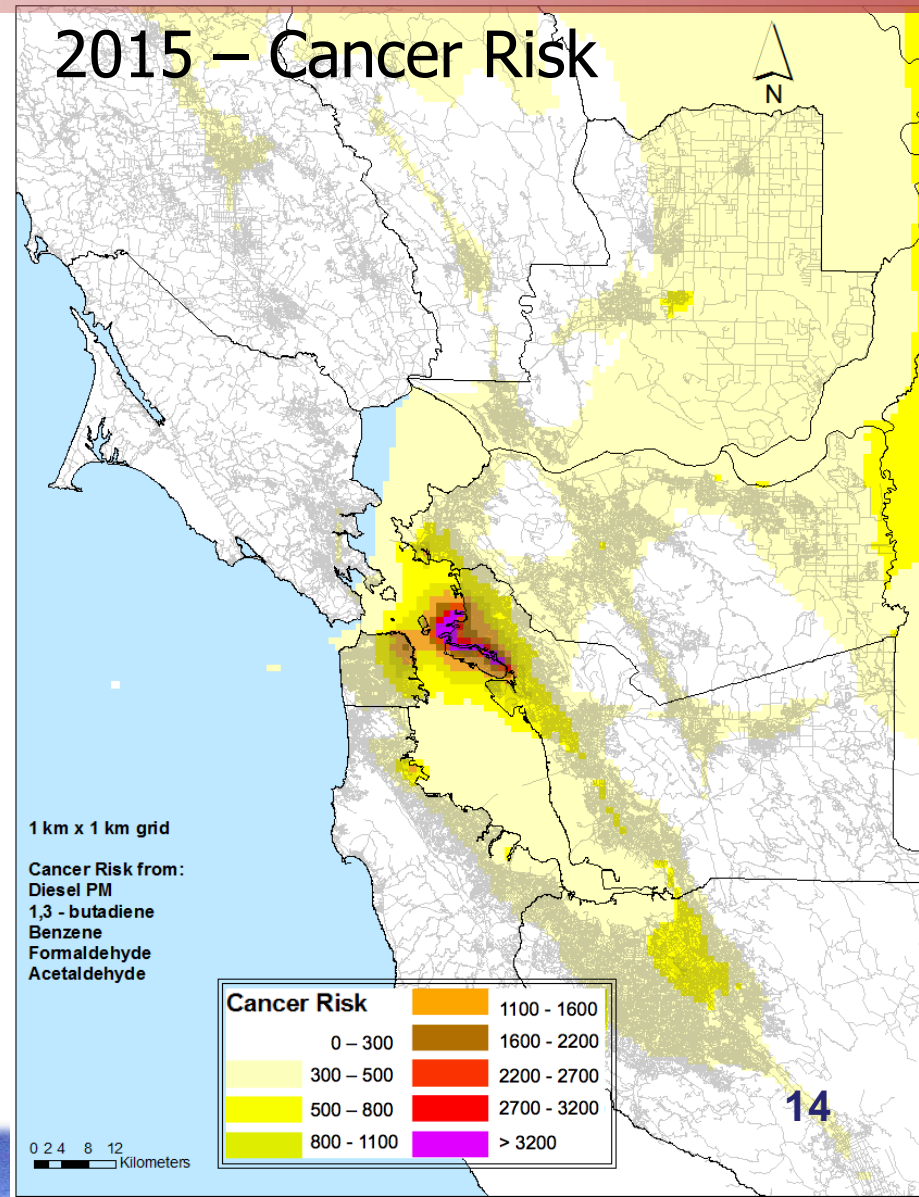 2015 – Cancer Risk
N
1 km x 1 km grid
Cancer Risk from:
Diesel PM
1,3 - butadiene
Benzene
Formaldehyde
Acetaldehyde
Cancer Risk
0 – 300
300 – 500
500 – 800
800 - 1100
1100 - 1600
1600 - 2200
2200 - 2700
2700 - 3200
> 3200
14
0 2 4 8 12
Kilometers